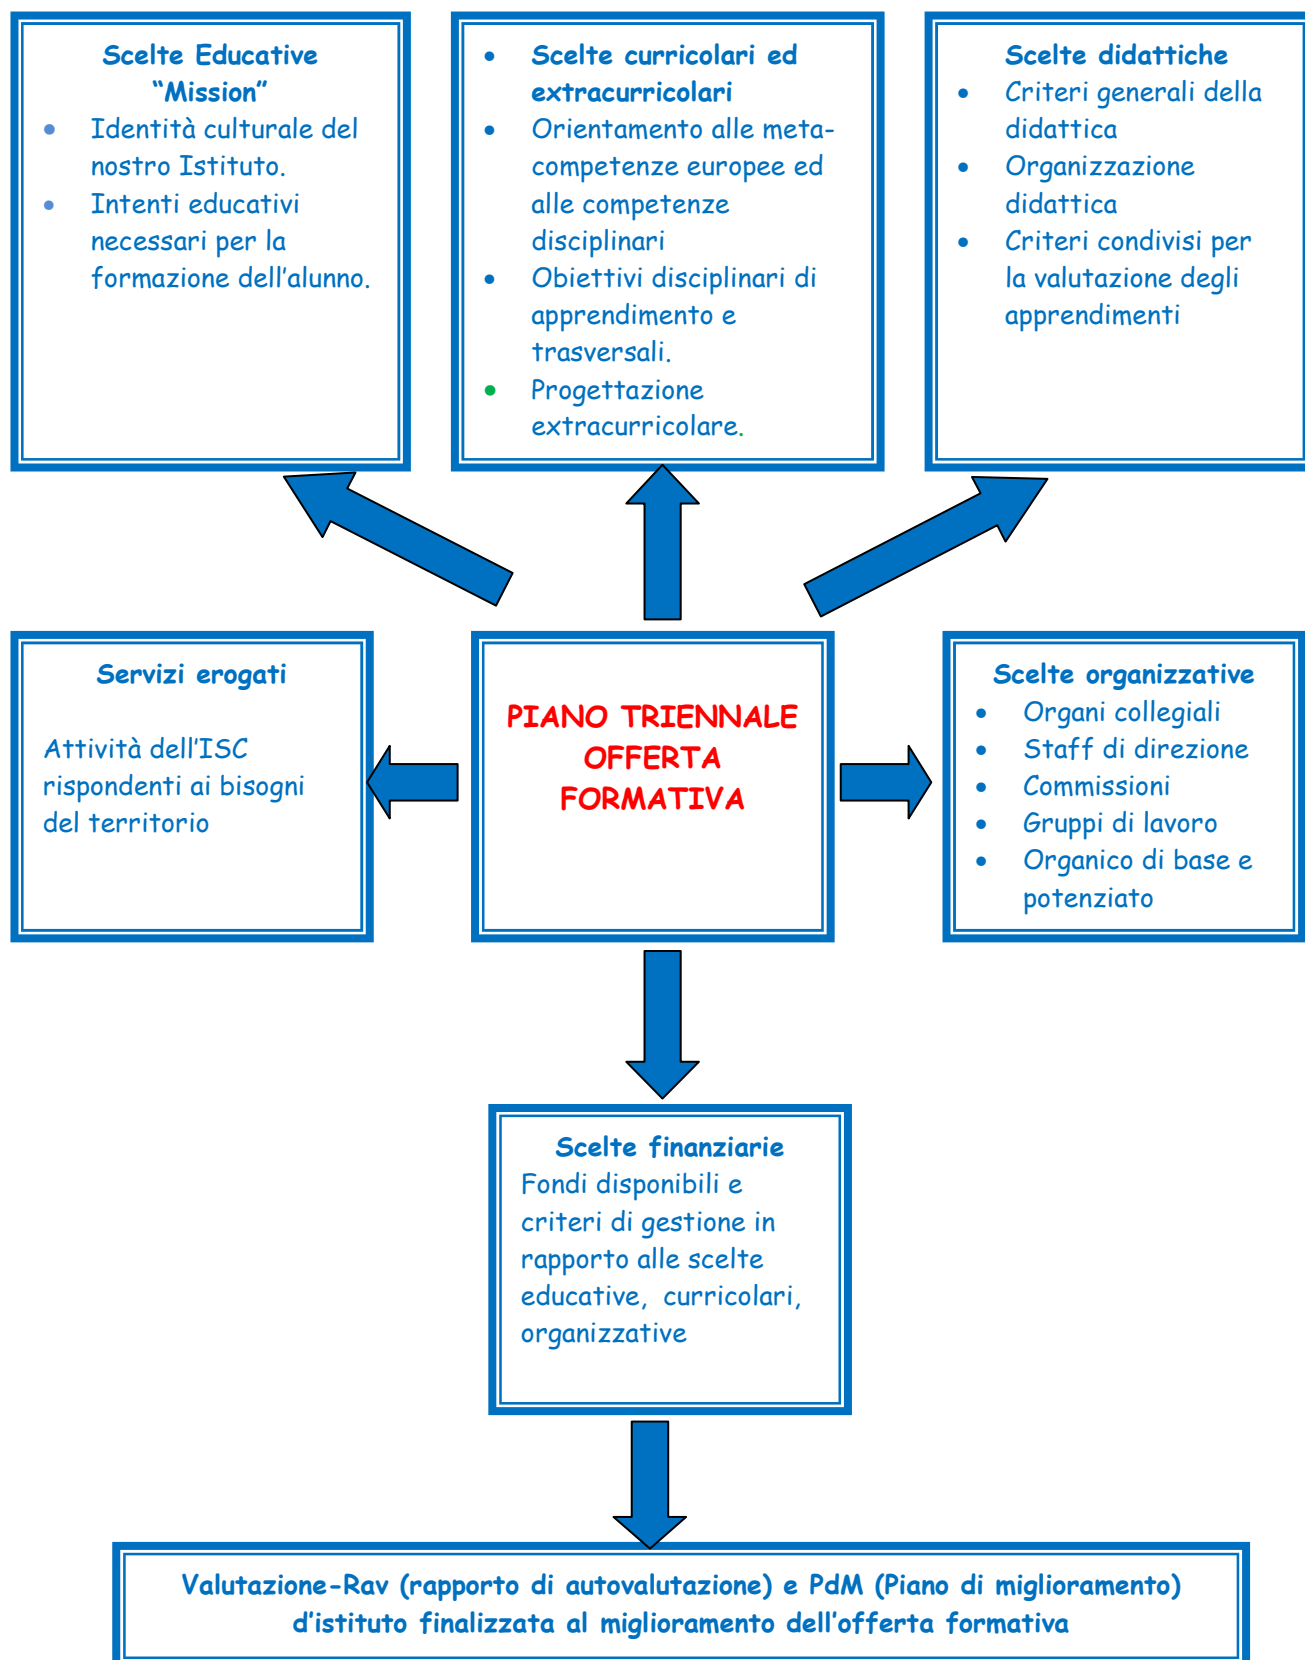 Scelte Educative
“Mission”
• Identità culturale del
nostro Istituto.
• Intenti educativi
necessari per la
formazione dell’alunno.
• Scelte curricolari ed
extracurricolari
• Orientamento alle meta-
competenze europee ed
alle competenze
disciplinari
• Obiettivi disciplinari di
apprendimento e
trasversali.
• Progettazione
extracurricolare.
Scelte didattiche
• Criteri generali della
didattica
• Organizzazione
didattica
• Criteri condivisi per
la valutazione degli
apprendimenti
Servizi erogati
Attività dell’ISC
rispondenti ai bisogni
del territorio
PIANO TRIENNALE
OFFERTA
FORMATIVA
Scelte organizzative
• Organi collegiali
• Staff di direzione
• Commissioni
• Gruppi di lavoro
• Organico di base e
potenziato
Scelte finanziarie
Fondi disponibili e
criteri di gestione in
rapporto alle scelte
educative, curricolari,
organizzative
Valutazione-Rav (rapporto di autovalutazione) e PdM (Piano di miglioramento)
d’istituto finalizzata al miglioramento dell’offerta formativa